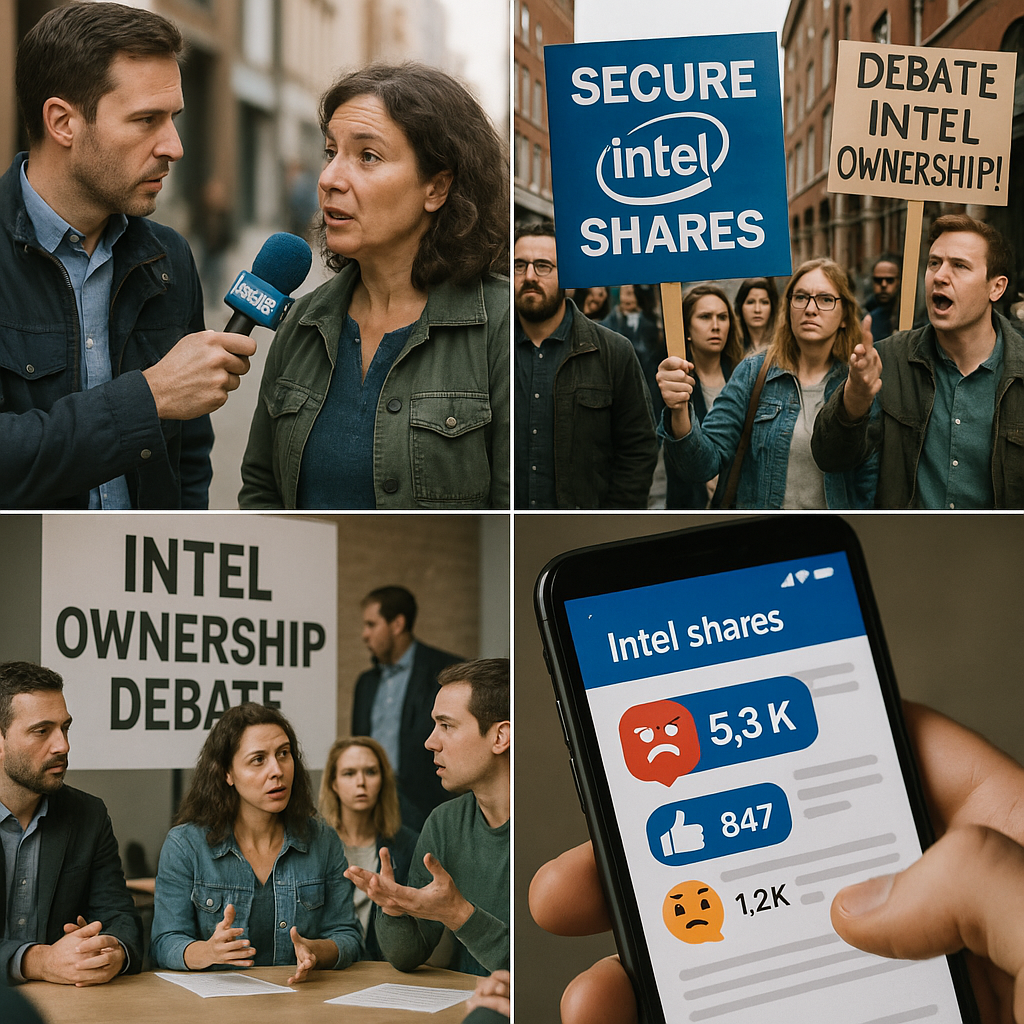 SECURE
intel
SHARES
DEBATE
INTEL
OWNERSHIP!
INTEL
OWNERSHIP
DEBATE
Intel shares
5,3 K
847
1,2K